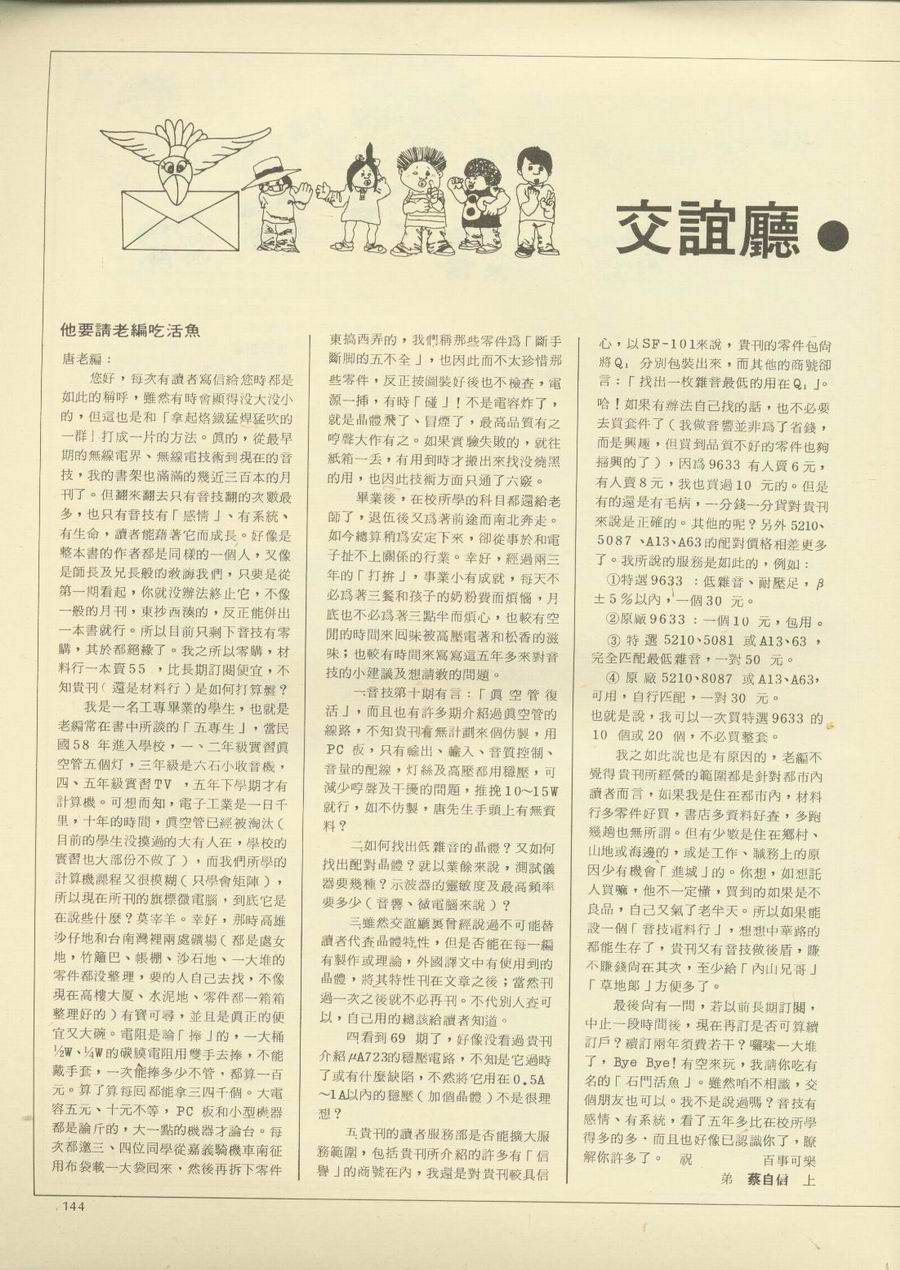 交誼廳●
他要請老編吃活魚
唐老編：
您好，每次有讀者寫信給您時都是
如此的稱呼，雖然有時會顯得没大没小
的，但這也是和「拿起烙鐵猛焊猛吹的
一群」打成一片的方法。眞的，從最早
期的無線電界、無線電技術到現在的音
技，我的書架也滿滿的幾近三百本的月
刊了。但翻來翻去只有音技翻的次數最
多，也只有音技有「感情」、有系統、
有生命，讀者能藉著它而成長。好像是
整本書的作者都是同樣的一個人，又像
是師長及兄長般的敎誨我們，只要是從
第一期看起，你就没辦法終止它，不像
一般的月刊，東抄西湊的，反正能併出
一本書就行。所以目前只剩下音技有零
購，其於都絕緣了。我之所以零購，材
料行一本賣55，比長期訂閱便宜，不
知貴刊（還是材料行）是如何打算盤？
我是一名工專畢業的學生，也就是
老編常在書中所談的「五專生」，當民
國58 年進入學校，一、二年級實習眞
空管五個灯，三年級是六石小收音機，
四、五年級實習TV ，五年下學期才有
計算機。可想而知，電子工業是一日千
里，十年的時間，眞空管已經被淘汰（
目前的學生没摸過的大有人在，學校的
實習也大部份不做了），而我們所學的
計算機課程又很模糊（只學會矩陣），
所以現在所刊的旗標微電腦，到底它是
在說些什麼？莫宰羊。幸好，那時高雄
沙仔地和台南灣裡兩處礦場（都是處女
地，竹籬巴、帳棚、沙石地、一大堆的
零件都没整理，要的人自己去找，不像
現在高樓大厦、水泥地、零件都一箱箱
整理好的）有寶可尋，並且是眞正的便
宜又大碗。電阻是論「捧」的，一大桶
½W、¼W的碳膜電阻用雙手去捧，不能
戴手套，一次能捧多少不管，都算一百
元。算了算每囘都能拿三四千個。大電
容五元、十元不等， PC 板和小型機器
都是論斤的，大一點的機器才論台。每
次都邀三、四位同學從嘉義騎機車南征
用布袋載一大袋囘來，然後再拆下零件
東搞西弄的，我們稱那些零件爲「斷手
斷脚的五不全」，也因此而不太珍惜那
些零件，反正按圖裝好後也不檢查，電
源一揷，有時「碰」！不是電容炸了，
就是晶體飛了、冒煙了，最高品質有之
哼聲大作有之。如果實驗失敗的，就往
紙箱一丢，有用到時才搬出來找没燒黑
的用，也因此技術方面只通了六竅。
畢業後，在校所學的科目都還給老
師了，退伍後又爲著前途而南北奔走。
如今總算稍爲安定下來，卻從事於和電
子扯不上關係的行業。幸好，經過兩三
年的「打拚」，事業小有成就，每天不
必爲著三餐和孩子的奶粉費而煩惱，月
底也不必爲著三點半而煩心，也較有空
閒的時間來囘味被高壓電著和松香的滋
味；也較有時間來寫寫這五年多來對音
技的小建議及想請敎的問題。
一音技第十期有言：「眞空管復
活」，而且也有許多期介紹過眞空管的
線路，不知貴刊有無計劃來個仿製，用
PC 板，只有輸出、輸入、音質控制、
音量的配線，灯絲及高壓都用穩壓，可
減少哼聲及干擾的問題，推挽10～15W
就行，如不仿製，唐先生手頭上有無資
料？
二如何找出低雜音的晶體？又如何
找出配對晶體？就以業餘來說，測試儀
器要幾種？示波器的靈敏度及最高頻率
要多少（音響、微電腦來說）？
三雖然交誼廳裏曾經說過不可能替
讀者代查晶體特性，但是否能在每一編
有製作或理論，外國譯文中有使用到的
晶體，將其特性刊在文章之後；當然刊
過一次之後就不必再刊。不代別人查可
以，自己用的總該給讀者知道。
四看到69 期了，好像没看過貴刊
介紹μA723的穩壓電路，不知是它過時
了或有什麼缺陷，不然將它用在0.5A
～1A以內的穩壓（加個晶體）不是很理
想？
五貴刊的讀者服務部是否能擴大服
務範圍，包括貴刊所介紹的許多有「信
譽」的商號在內，我還是對貴刊較具信
心，以SF-101來說，貴刊的零件包尙
將Q₁ 分別包裝出來，而其他的商號卻
言：「找出一枚雜音最低的用在Q₁」。
哈！如果有辦法自己找的話，也不必要
去買套件了（我做音響並非爲了省錢，
而是興趣，但買到品質不好的零件也夠
掃興的了），因爲9633 有人賣6元，
有人賣8元，我也買過10 元的。但是
有的還是有毛病，一分錢一分貨對貴刊
來說是正確的。其他的呢？另外 5210、
5087 、A13、A63的配對價格相差更多
了。我所說的服務是如此的，例如：
①特選9633 ：低雜音、耐壓足，β
±5％以內，一個30 元。
②原廠9633 ：一個10 元，包用。
③特選5210、5081 或A13、63 ，
完全匹配最低雜音，一對50 元。
④原廠5210、8087 或A13、A63，
可用，自行匹配，一對30 元。
也就是說，我可以一次買特選9633 的
10 個或20 個，不必買整套。
我之如此說也是有原因的，老編不
覺得貴刊所經營的範圍都是針對都市內
讀者而言，如果我是住在都市內，材料
行多零件好買，書店多資料好查，多跑
幾趟也無所謂。但有少數是住在鄉村、
山地或海邊的，或是工作、職務上的原
因少有機會「進城」的。你想，如想託
人買嘛，他不一定懂，買到的如果是不
良品，自己又氣了老半天。所以如果能
設一個「音技電料行」，想想中華路的
都能生存了，貴刊又有音技做後盾，賺
不賺錢尙在其次，至少給「內山兄哥」
「草地郎」方便多了。
最後尙有一問，若以前長期訂閱，
中止一段時間後，現在再訂是否可算續
訂戶？續訂兩年須費若干？囉嗦一大堆
了，Bye Bye！有空來玩，我請你吃有
名的「石門活魚」。雖然咱不相識，交
個朋友也可以。我不是說過嗎？音技有
感情、有系統，看了五年多比在校所學
得多的多，而且也好像已認識你了，瞭
解你許多了。 祝 百事可樂
弟 蔡自信 上
144